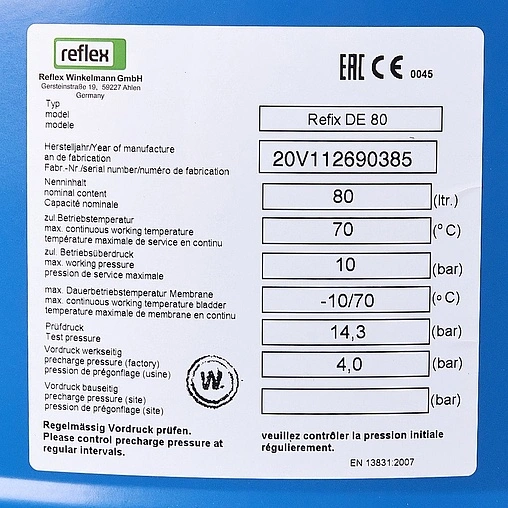 reflex
Reflex Winkelmann GmbH
Gersteinstraße 19, 59227 Ahlen
Germany
EAC CE 0045
Typ
model
modele
Refix DE 80
Herstelljahr/Year of manufacture
an de fabrication
Fabr.-Nr./serial number/numéro de fabrication
20V112690385
Nenninhalt
nominal content
Capacité nominale
80 (ltr.)
zul.Betriebstemperatur
max. continuous working temperature
température maximale de service en continu
70 (°C)
zul. Betriebsüberdruck
max. working pressure
pression de service maximale
10 (bar)
max. Dauerbetriebstemperatur Membrane
max. continuous working temperature bladder
température maximale de membrane en continu
-10/70 (°C)
Prüfdruck
Test pressure
14,3 (bar)
Vordruck werkseitig
precharge pressure (factory)
pression de prégonflage (usine)
4,0 (bar)
W.
Vordruck bauseitig
precharge pressure (site)
pression de prégonflage (site)
(bar)
Regelmässig Vordruck prüfen.
Please control precharge pressure at
regular intervals.
veuillez contrôler la pression initiale
régulierement.
EN 13831:2007